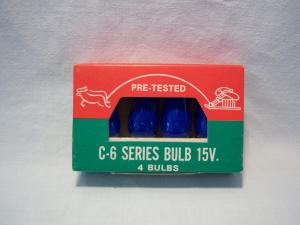 PRE-TESTED
C-6 SERIES BULB 15V.
4 BULBS